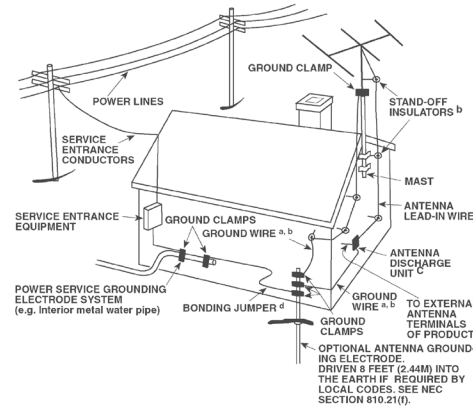 GROUND CLAMP
POWER LINES
STAND-OFF
INSULATORS b
SERVICE
ENTRANCE
CONDUCTORS
MAST
ANTENNA
LEAD-IN WIRE
SERVICE ENTRANCE
EQUIPMENT
GROUND CLAMPS
GROUND WIRE a, b
ANTENNA
DISCHARGE
UNIT C
POWER SERVICE GROUNDING
ELECTRODE SYSTEM
(e.g. Interior metal water pipe)
BONDING JUMPER d
GROUND
WIRE a, b
GROUND
CLAMPS
TO EXTERNA
ANTENNA
TERMINALS
OF PRODUCT
OPTIONAL ANTENNA GROUND-
ING ELECTRODE.
DRIVEN 8 FEET (2.44M) INTO
THE EARTH IF REQUIRED BY
LOCAL CODES. SEE NEC
SECTION 810.21(f).